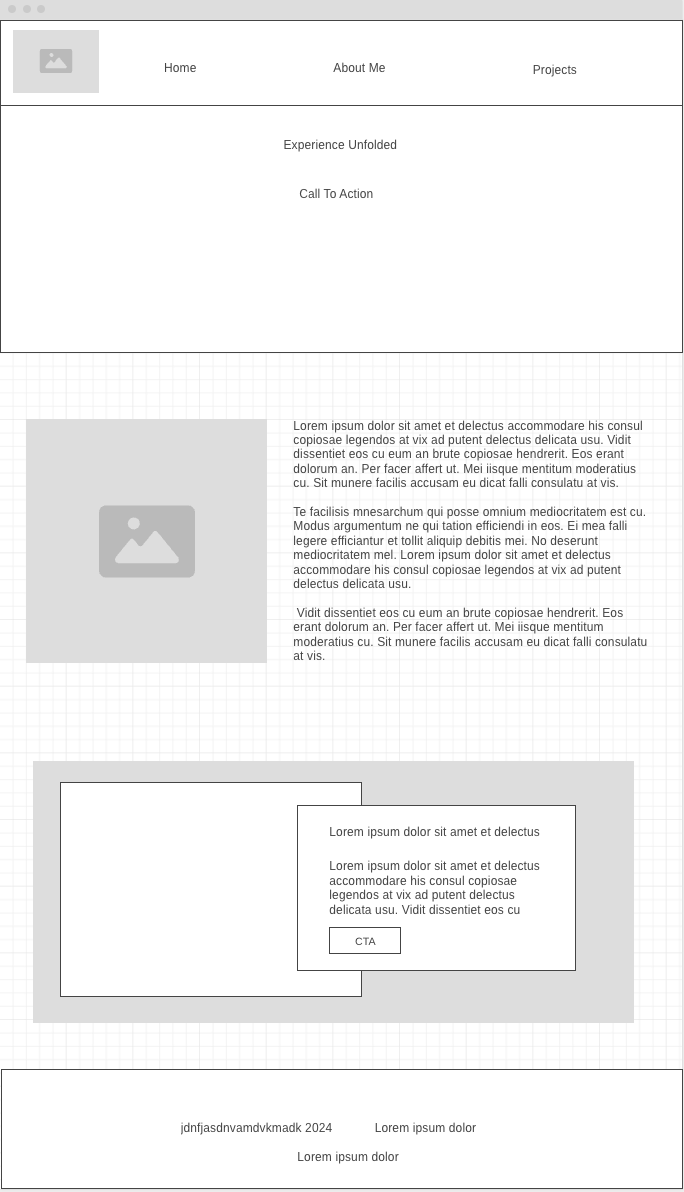 Home
About Me
Projects
Experience Unfolded
Call To Action
Lorem ipsum dolor sit amet et delectus accommodare his consul
copiosae legendos at vix ad putent delectus delicata usu. Vidit
dissentiet eos cu eum an brute copiosae hendrerit. Eos erant
dolorum an. Per facer affert ut. Mei iisque mentitum moderatius
cu. Sit munere facilis accusam eu dicat falli consulatu at vis.
Te facilisis mnesarchum qui posse omnium mediocritatem est cu.
Modus argumentum ne qui tation efficiendi in eos. Ei mea falli
legere efficiantur et tollit aliquip debitis mei. No deserunt
mediocritatem mel. Lorem ipsum dolor sit amet et delectus
accommodare his consul copiosae legendos at vix ad putent
delectus delicata usu.
Vidit dissentiet eos cu eum an brute copiosae hendrerit. Eos
erant dolorum an. Per facer affert ut. Mei iisque mentitum
moderatius cu. Sit munere facilis accusam eu dicat falli consulatu
at vis.
Lorem ipsum dolor sit amet et delectus
Lorem ipsum dolor sit amet et delectus
accommodare his consul copiosae
legendos at vix ad putent delectus
delicata usu. Vidit dissentiet eos cu
CTA
jdnfjasdnvamdvkmadk 2024
Lorem ipsum dolor
Lorem ipsum dolor